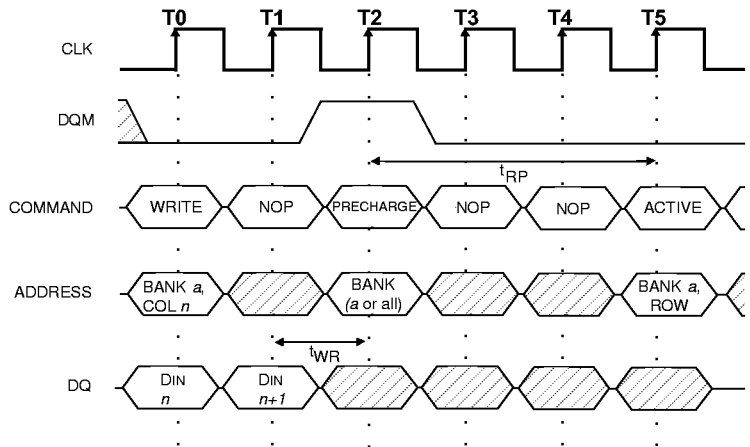 T0 T1 T2 T3 T4 T5
CLK
DQM
tRP
COMMAND WRITE NOP PRECHARGE NOP NOP ACTIVE
ADDRESS BANK a, COL n BANK (a or all) BANK a, ROW
tWR
DQ DIN n DIN n+1